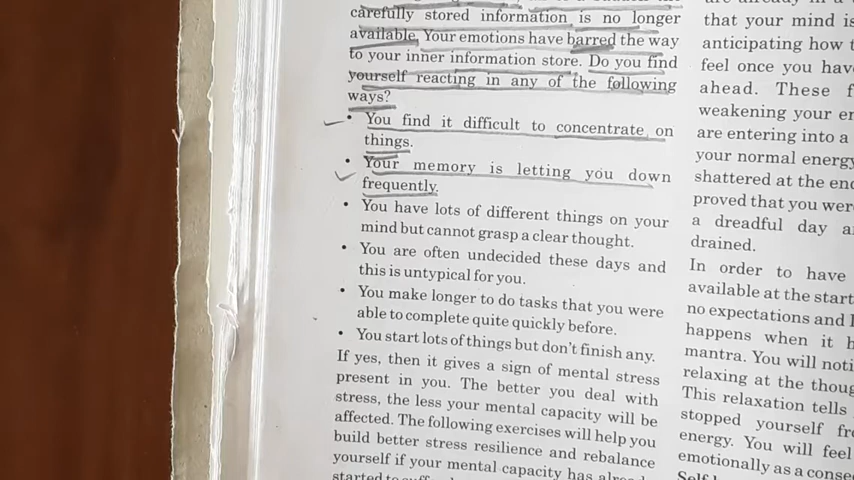 carefully stored information is no longer
available. Your emotions have barred the way
to your inner information store. Do you find
yourself reacting in any of the following
ways?
• You find it difficult to concentrate on
things.
• Your memory is letting you down
frequently.
• You have lots of different things on your
mind but cannot grasp a clear thought.
• You are often undecided these days and
this is untypical for you.
• You make longer to do tasks that you were
able to complete quite quickly before.
• You start lots of things but don't finish any.
If yes, then it gives a sign of mental stress
present in you. The better you deal with
stress, the less your mental capacity will be
affected. The following exercises will help you
build better stress resilience and rebalance
yourself if your mental capacity has already
started to
that your mind is
anticipating how
feel once you have
ahead. These
weakening your
are entering into a
your normal energy
shattered at the end
proved that you were
a dreadful day
drained.
In order to have
available at the start
no expectations and
happens when it
mantra. You will
relaxing at the
This relaxation tells
stopped yourself
energy. You will feel
emotionally as a